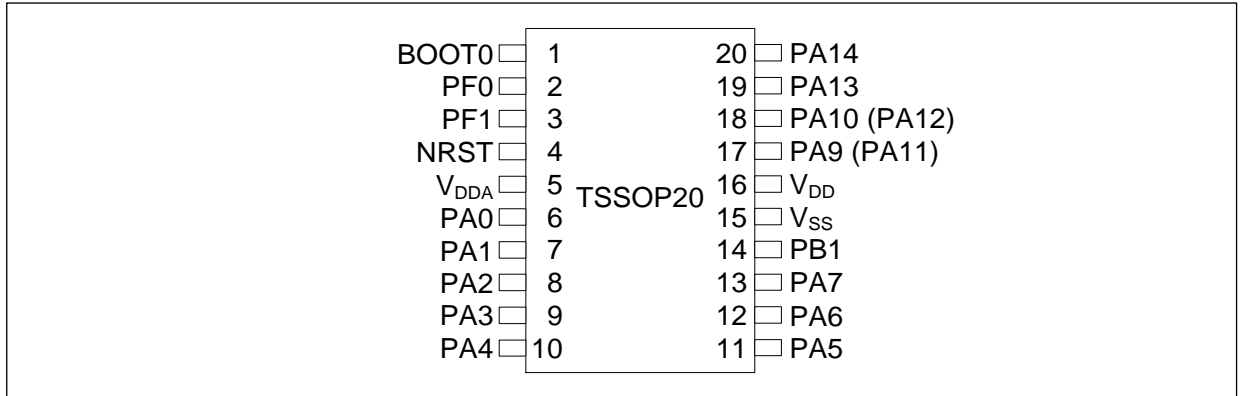 BOOT0 1 20 PA14
PF0 2 19 PA13
PF1 3 18 PA10 (PA12)
NRST 4 17 PA9 (PA11)
VDDA 5 TSSOP20 16 VDD
PA0 6 15 VSS
PA1 7 14 PB1
PA2 8 13 PA7
PA3 9 12 PA6
PA4 10 11 PA5